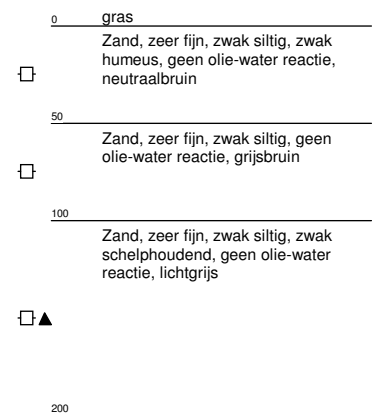 0 gras
Zand, zeer fijn, zwak siltig, zwak
humeus, geen olie-water reactie,
neutraalbruin
50
Zand, zeer fijn, zwak siltig, geen
olie-water reactie, grijsbruin
100
Zand, zeer fijn, zwak siltig, zwak
schelphoudend, geen olie-water
reactie, lichtgrijs
200